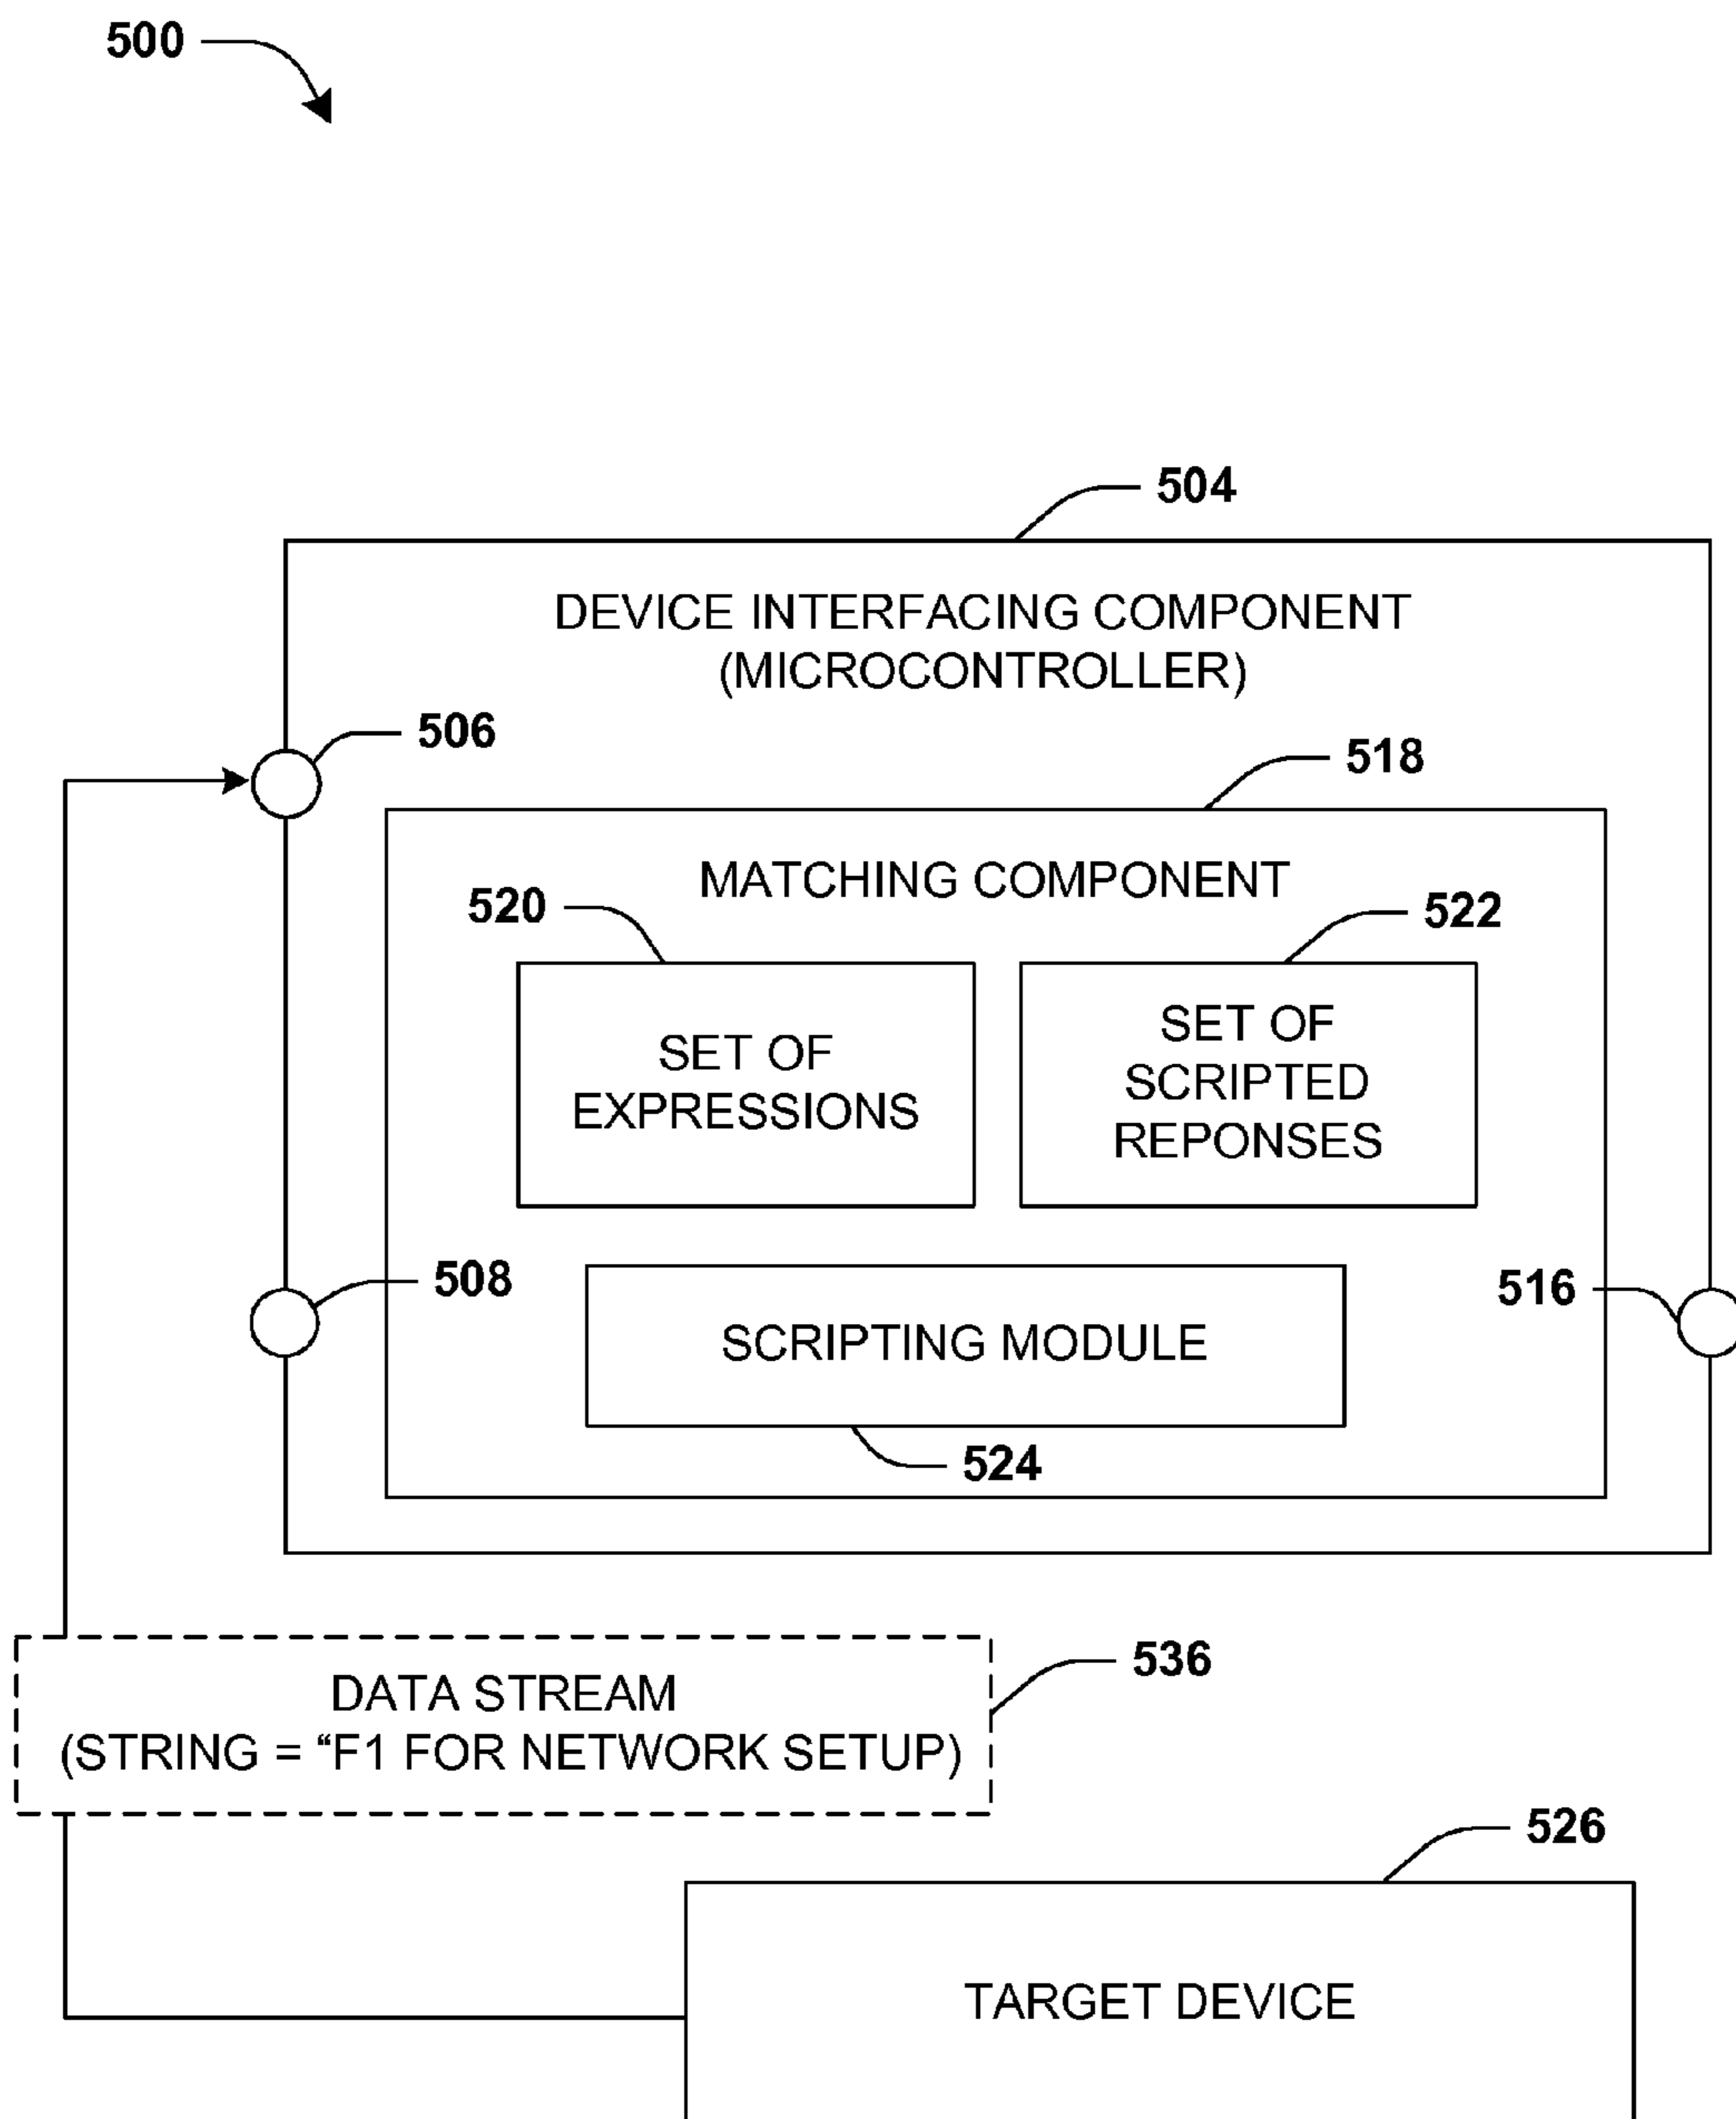 500
504
DEVICE INTERFACING COMPONENT
(MICROCONTROLLER)
506
518
MATCHING COMPONENT
520
522
SET OF
EXPRESSIONS
SET OF
SCRIPTED
REPONSES
508
516
SCRIPTING MODULE
524
536
DATA STREAM
(STRING = “F1 FOR NETWORK SETUP)
526
TARGET DEVICE